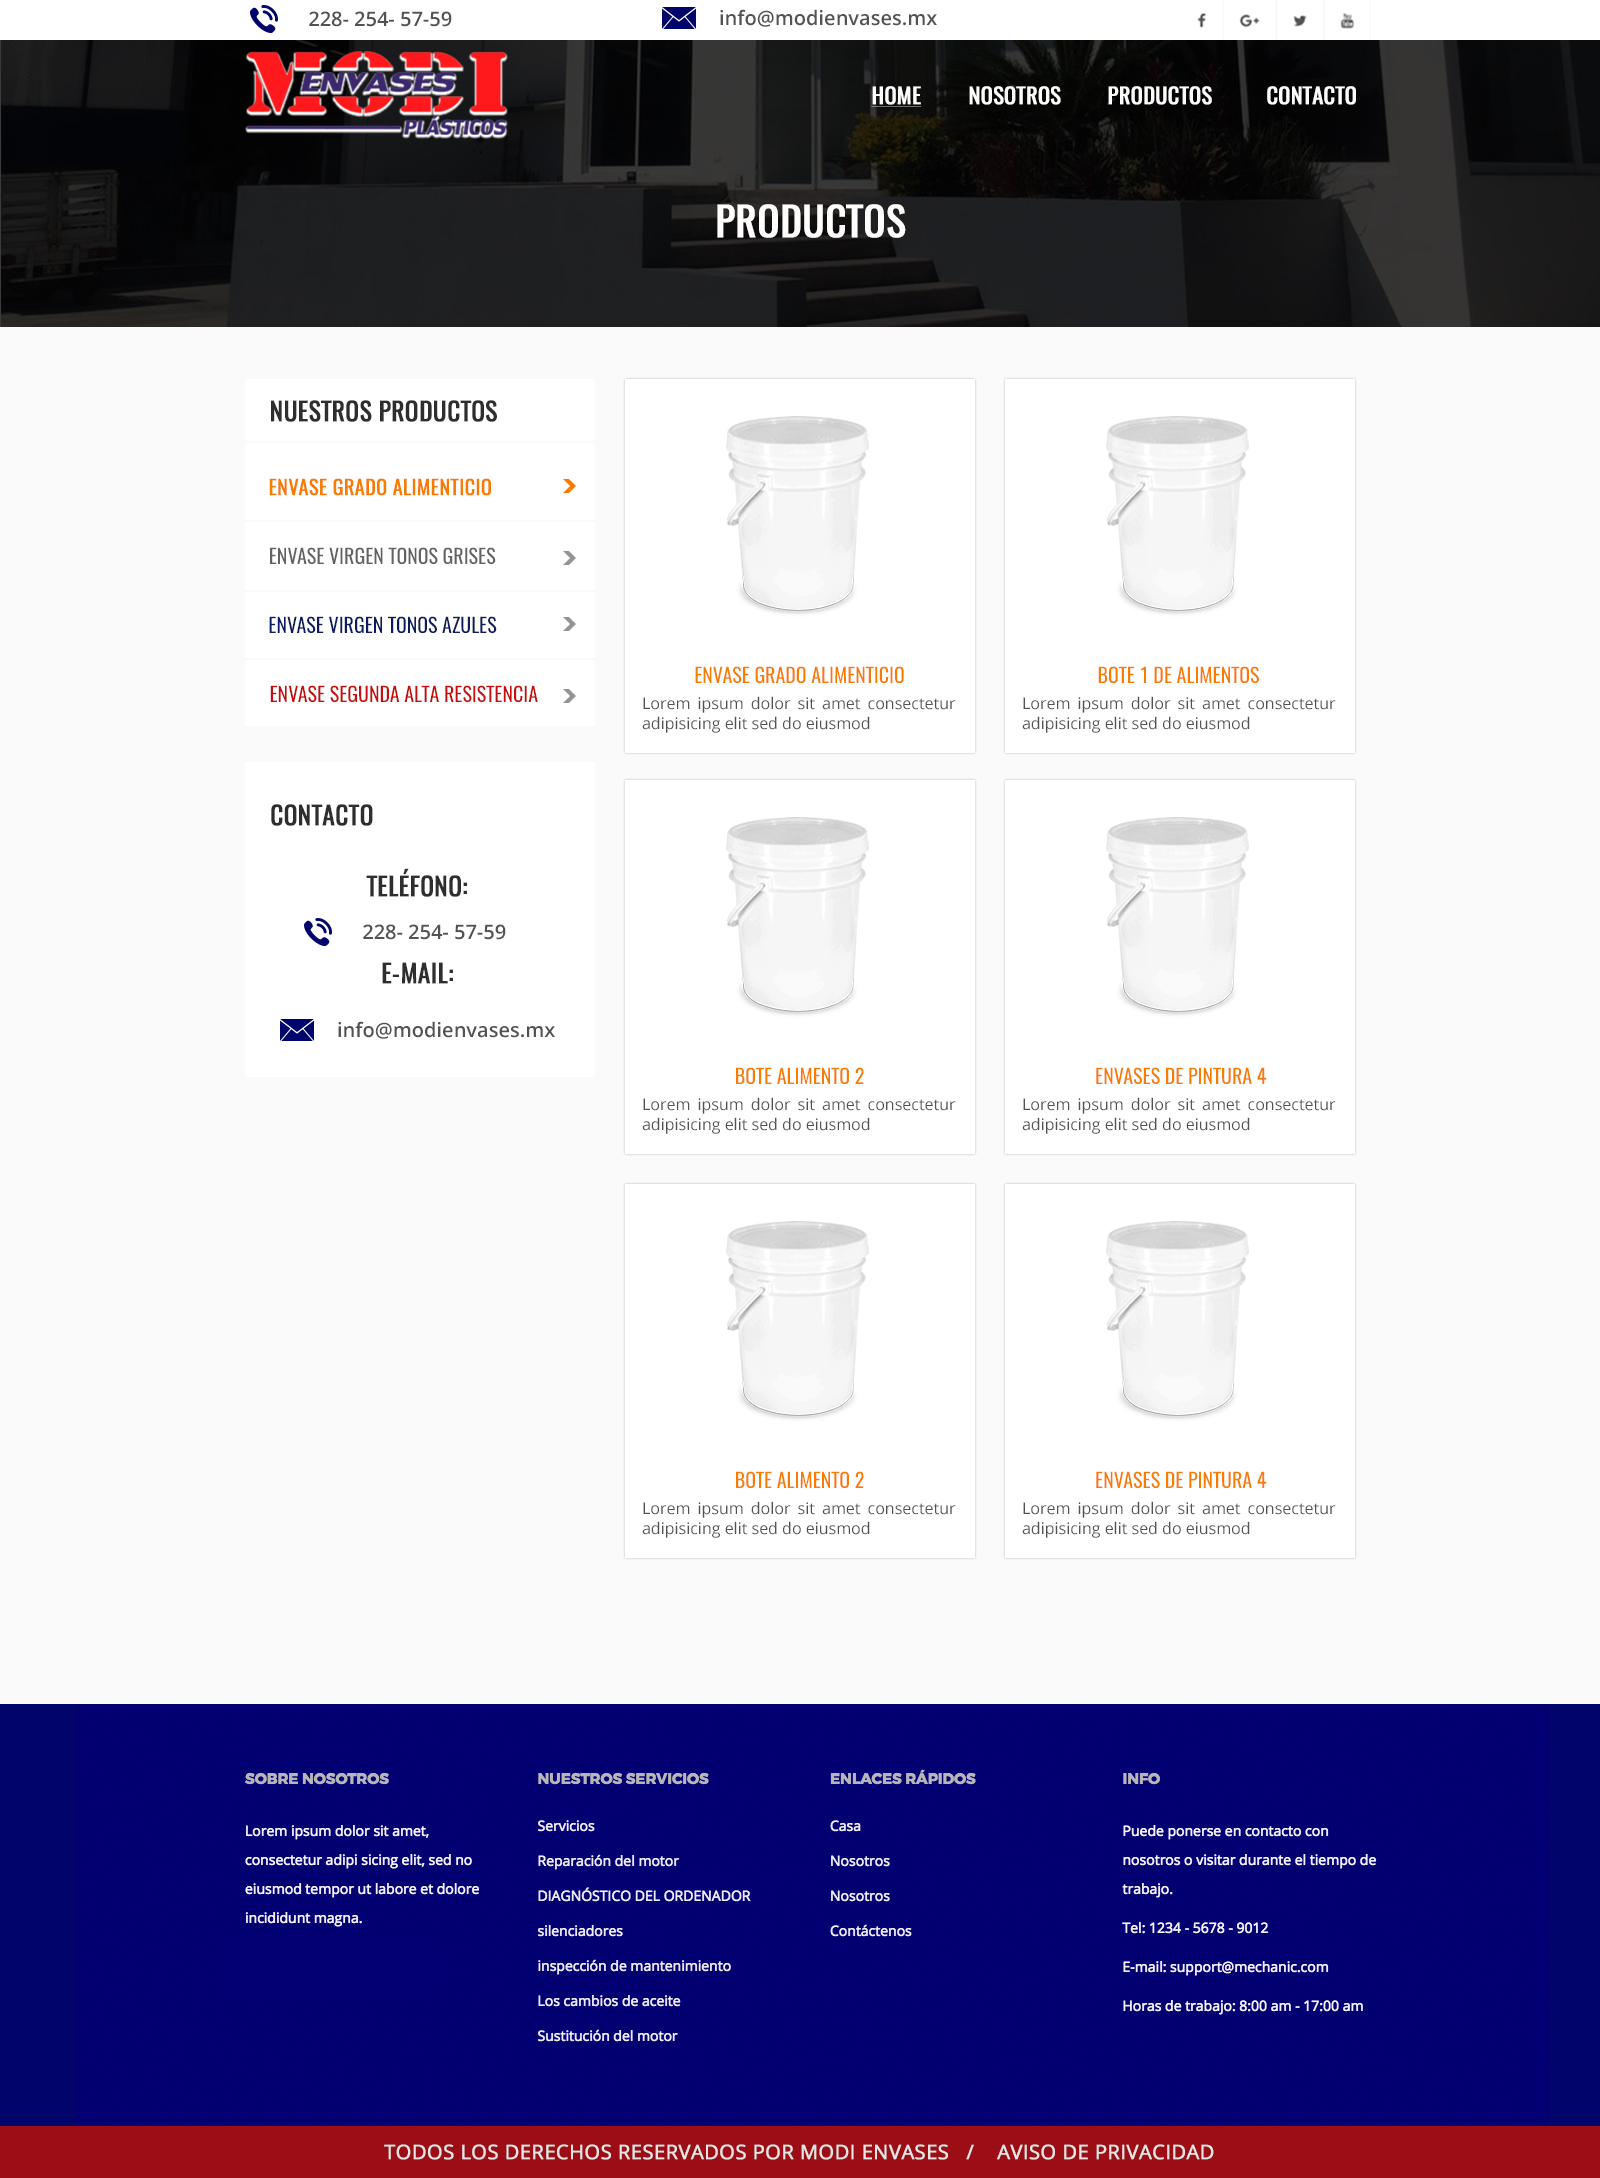 228- 254- 57-59
info@modienvases.mx
MODI
ENVASES
PLÁSTICOS
HOME
NOSOTROS
PRODUCTOS
CONTACTO
PRODUCTOS
NUESTROS PRODUCTOS
ENVASE GRADO ALIMENTICIO
ENVASE VIRGEN TONOS GRISES
ENVASE VIRGEN TONOS AZULES
ENVASE SEGUNDA ALTA RESISTENCIA
CONTACTO
TELÉFONO:
228- 254- 57-59
E-MAIL:
info@modienvases.mx
ENVASE GRADO ALIMENTICIO
Lorem ipsum dolor sit amet consectetur
adipisicing elit sed do eiusmod
BOTE 1 DE ALIMENTOS
Lorem ipsum dolor sit amet consectetur
adipisicing elit sed do eiusmod
BOTE ALIMENTO 2
Lorem ipsum dolor sit amet consectetur
adipisicing elit sed do eiusmod
ENVASES DE PINTURA 4
Lorem ipsum dolor sit amet consectetur
adipisicing elit sed do eiusmod
BOTE ALIMENTO 2
Lorem ipsum dolor sit amet consectetur
adipisicing elit sed do eiusmod
ENVASES DE PINTURA 4
Lorem ipsum dolor sit amet consectetur
adipisicing elit sed do eiusmod
SOBRE NOSOTROS
Lorem ipsum dolor sit amet,
consectetur adipi sicing elit, sed no
eiusmod tempor ut labore et dolore
incididunt magna.
NUESTROS SERVICIOS
Servicios
Reparación del motor
DIAGNÓSTICO DEL ORDENADOR
silenciadores
inspección de mantenimiento
Los cambios de aceite
Sustitución del motor
ENLACES RÁPIDOS
Casa
Nosotros
Nosotros
Contáctenos
INFO
Puede ponerse en contacto con
nosotros o visitar durante el tiempo de
trabajo.
Tel: 1234 - 5678 - 9012
E-mail: support@mechanic.com
Horas de trabajo: 8:00 am - 17:00 am
TODOS LOS DERECHOS RESERVADOS POR MODI ENVASES / AVISO DE PRIVACIDAD